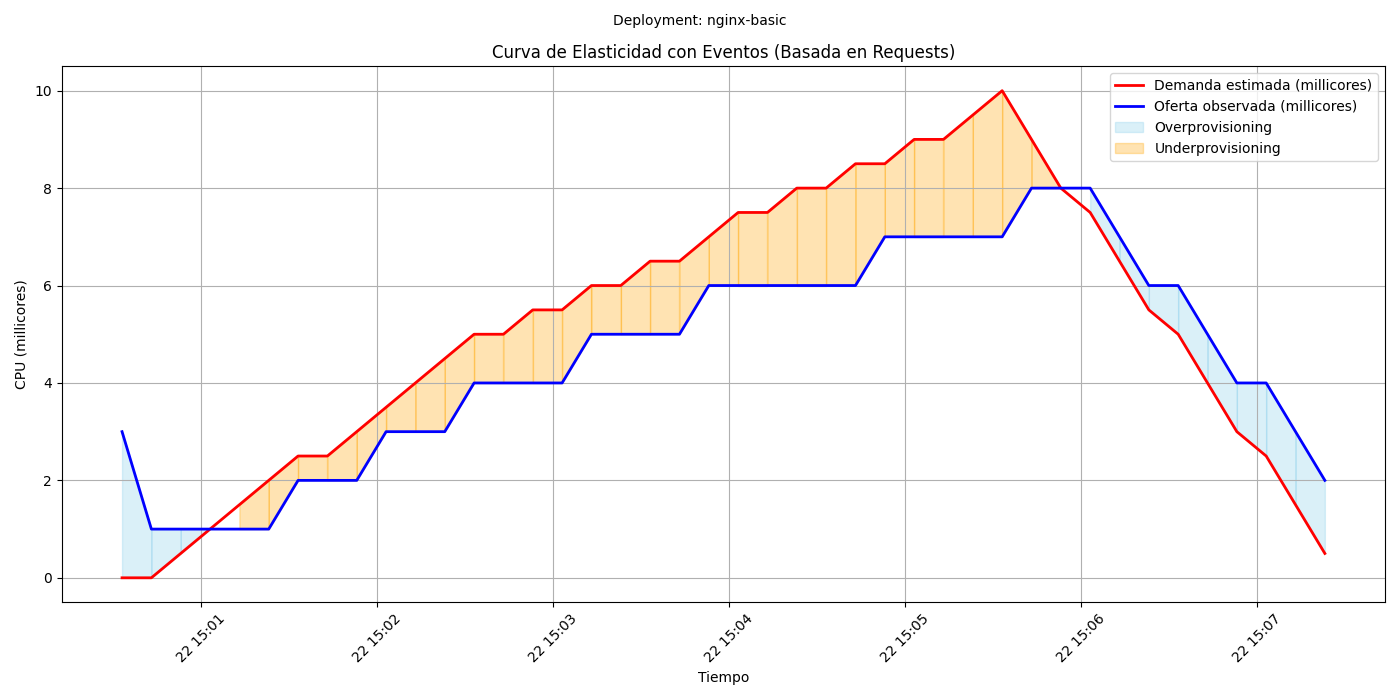 Deployment: nginx-basic
Curva de Elasticidad con Eventos (Basada en Requests)
Demanda estimada (millicores)
Oferta observada (millicores)
Overprovisioning
Underprovisioning
CPU (millicores)
10
8
6
4
2
0
22 15:01
22 15:02
22 15:03
22 15:04
22 15:05
22 15:06
22 15:07
Tiempo